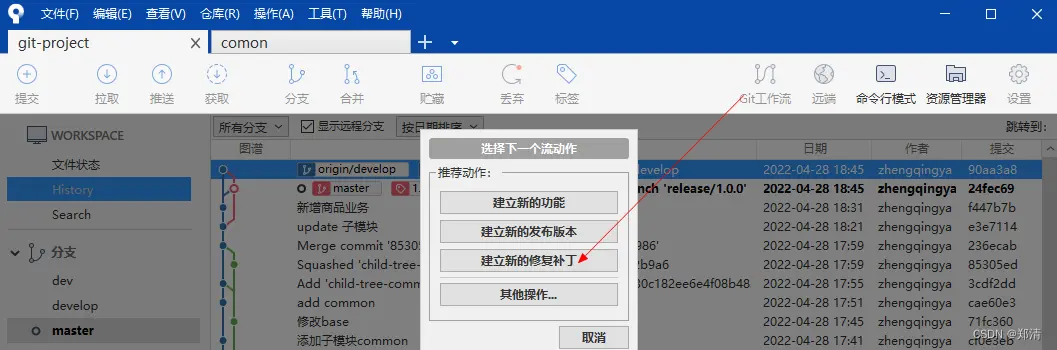 文件(F) 编辑(E) 查看(V) 仓库(R) 操作(A) 工具(T) 帮助(H)
git-project comon
提交 拉取 推送 获取 分支 合并 贮藏 丢弃 标签 Git工作流 远端 命令行模式 资源管理器 设置
WORKSPACE
文件状态
History
Search
分支
dev
develop
master
所有分支 显示远程分支 按日期排序 跳转到:
图谱 日期 作者 提交
origin/develop develop 2022-04-28 18:45 zhengqingya 90aa3a8
master 1. nch 'release/1.0.0' 2022-04-28 18:45 zhengqingya 24fec69
新增商品业务 2022-04-28 18:31 zhengqingya f447b7b
update 子模块 2022-04-28 18:21 zhengqingya e3e7114
Merge commit '85305 986' 2022-04-28 17:59 zhengqingya 236ecab
Squashed 'child-tree- 2b9a6 2022-04-28 17:59 zhengqingya 85305ed
Add 'child-tree-comm 30c182ee6e4f08b48 2022-04-28 17:55 zhengqingya 3cdf2dd
add common 2022-04-28 17:51 zhengqingya cae60e3
修改base 2022-04-28 17:45 zhengqingya 71fc360
添加子模块common 2022-04-28 17:44 zhengqingya cf0e3eb
选择下一个流动作
推荐动作:
建立新的功能
建立新的发布版本
建立新的修复补丁
其他操作...
取消
CSDN @郑清